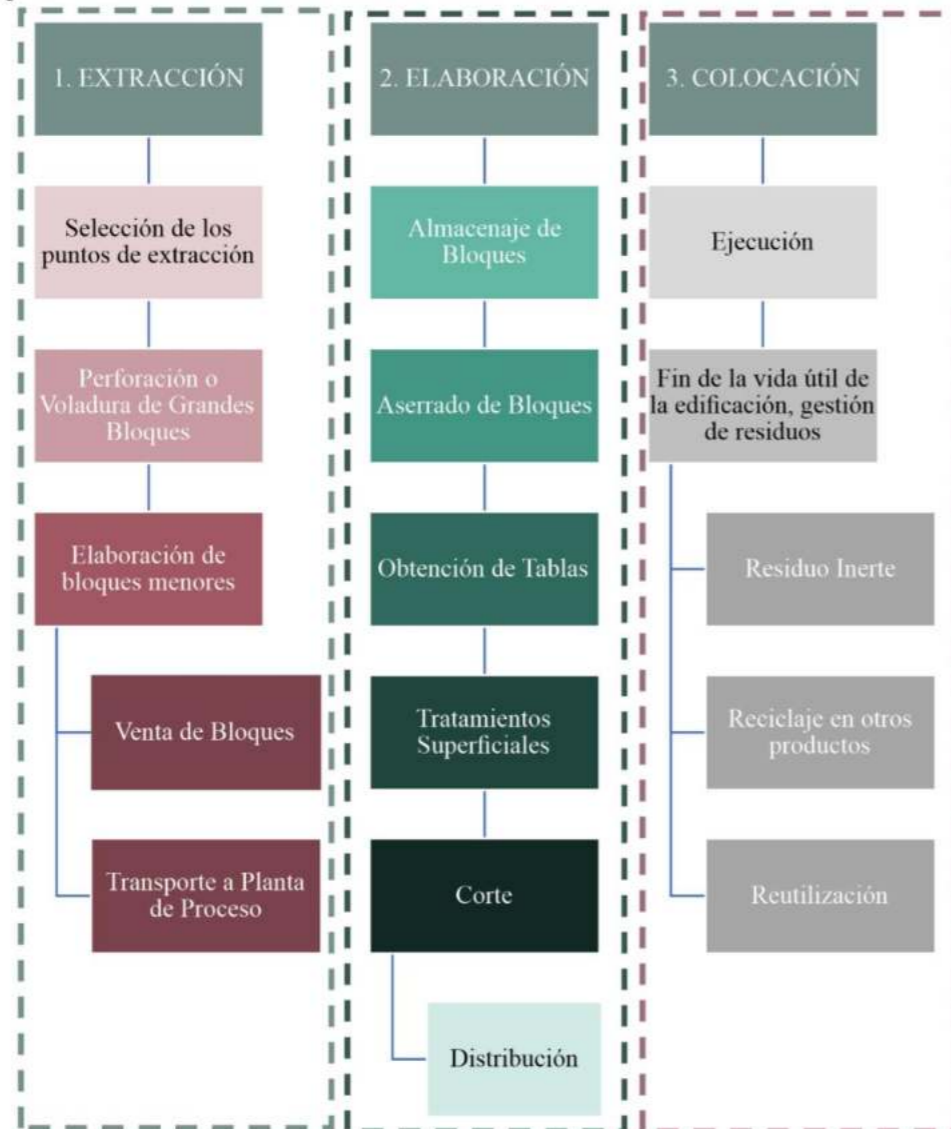 1. EXTRACCIÓN
Selección de los
puntos de extracción
Perforación o
Voladura de Grandes
Bloques
Elaboración de
bloques menores
Venta de Bloques
Transporte a Planta
de Proceso
2. ELABORACIÓN
Almacenaje de
Bloques
Aserrado de Bloques
Obtención de Tablas
Tratamientos
Superficiales
Corte
Distribución
3. COLOCACIÓN
Ejecución
Fin de la vida útil de
la edificación, gestión
de residuos
Residuo Inerte
Reciclaje en otros
productos
Reutilización